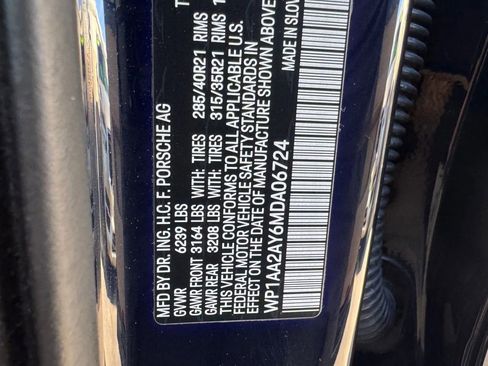 MFD BY DR. ING. H.C. F. PORSCHE AG
GVWR 6239 LBS
GAWR FRONT 3164 LBS WITH: TIRES 285/40R21 RIMS
GAWR REAR 3208 LBS WITH: TIRES 315/35R21 RIMS
THIS VEHICLE CONFORMS TO ALL APPLICABLE U.S.
FEDERAL MOTOR VEHICLE SAFETY STANDARDS IN
EFFECT ON THE DATE OF MANUFACTURE SHOWN ABOVE
WP1AA2AY6MDA06724
MADE IN SLOV